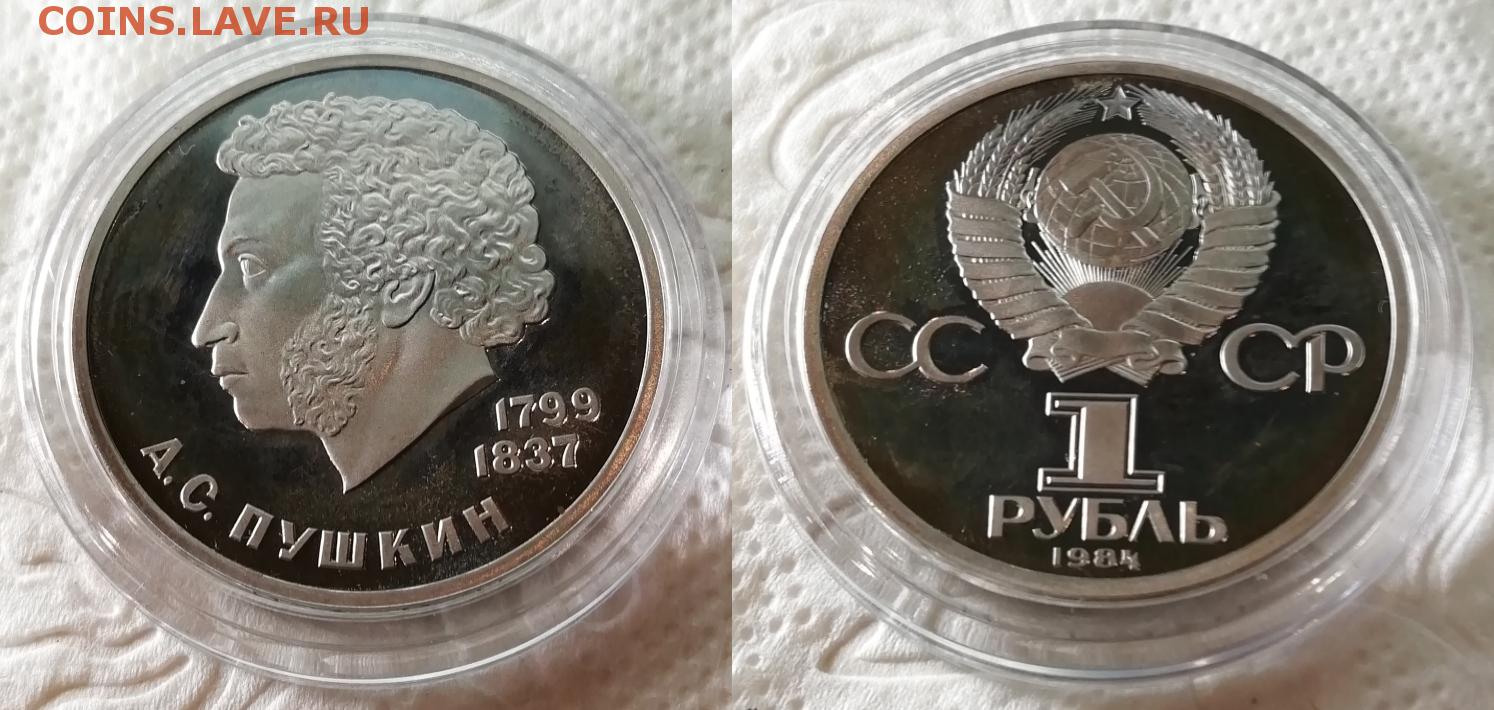 COINS.LAVE.RU
1799
1837
А.С. ПУШКИН
СС СР
1
РУБЛЬ
1984